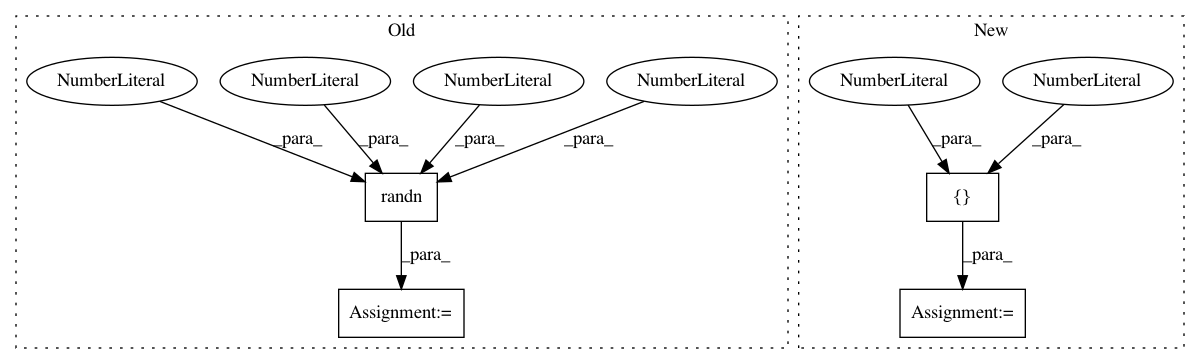 Old
New
NumberLiteral NumberLiteral NumberLiteral NumberLiteral NumberLiteral NumberLiteral
_para_ _para_ _para_ _para_ _para_ _para_
randn {}
_para_ _para_
Assignment:= Assignment:=